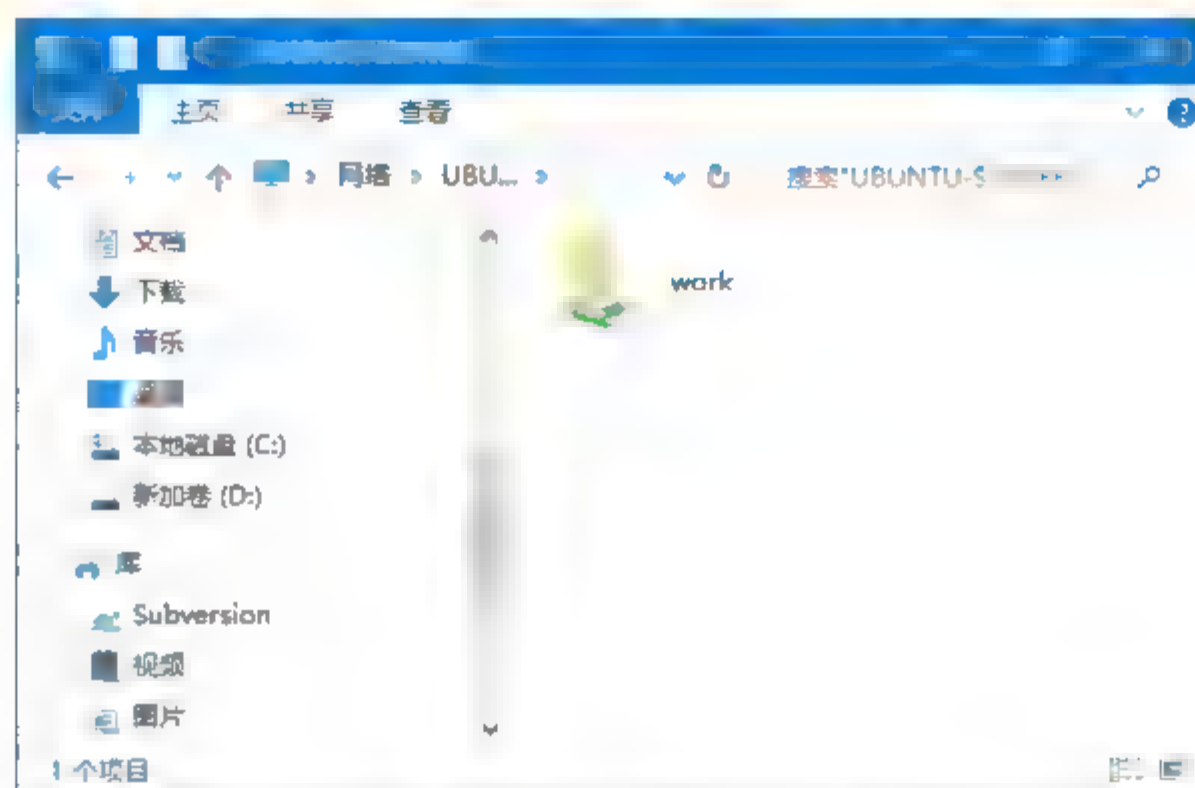 主页 共享 查看
网络 UBU... 搜索"UBUNTU-S
文档
下载
work
音乐
本地磁盘 (C:)
新加卷 (D:)
库
Subversion
视频
图片
1 个项目